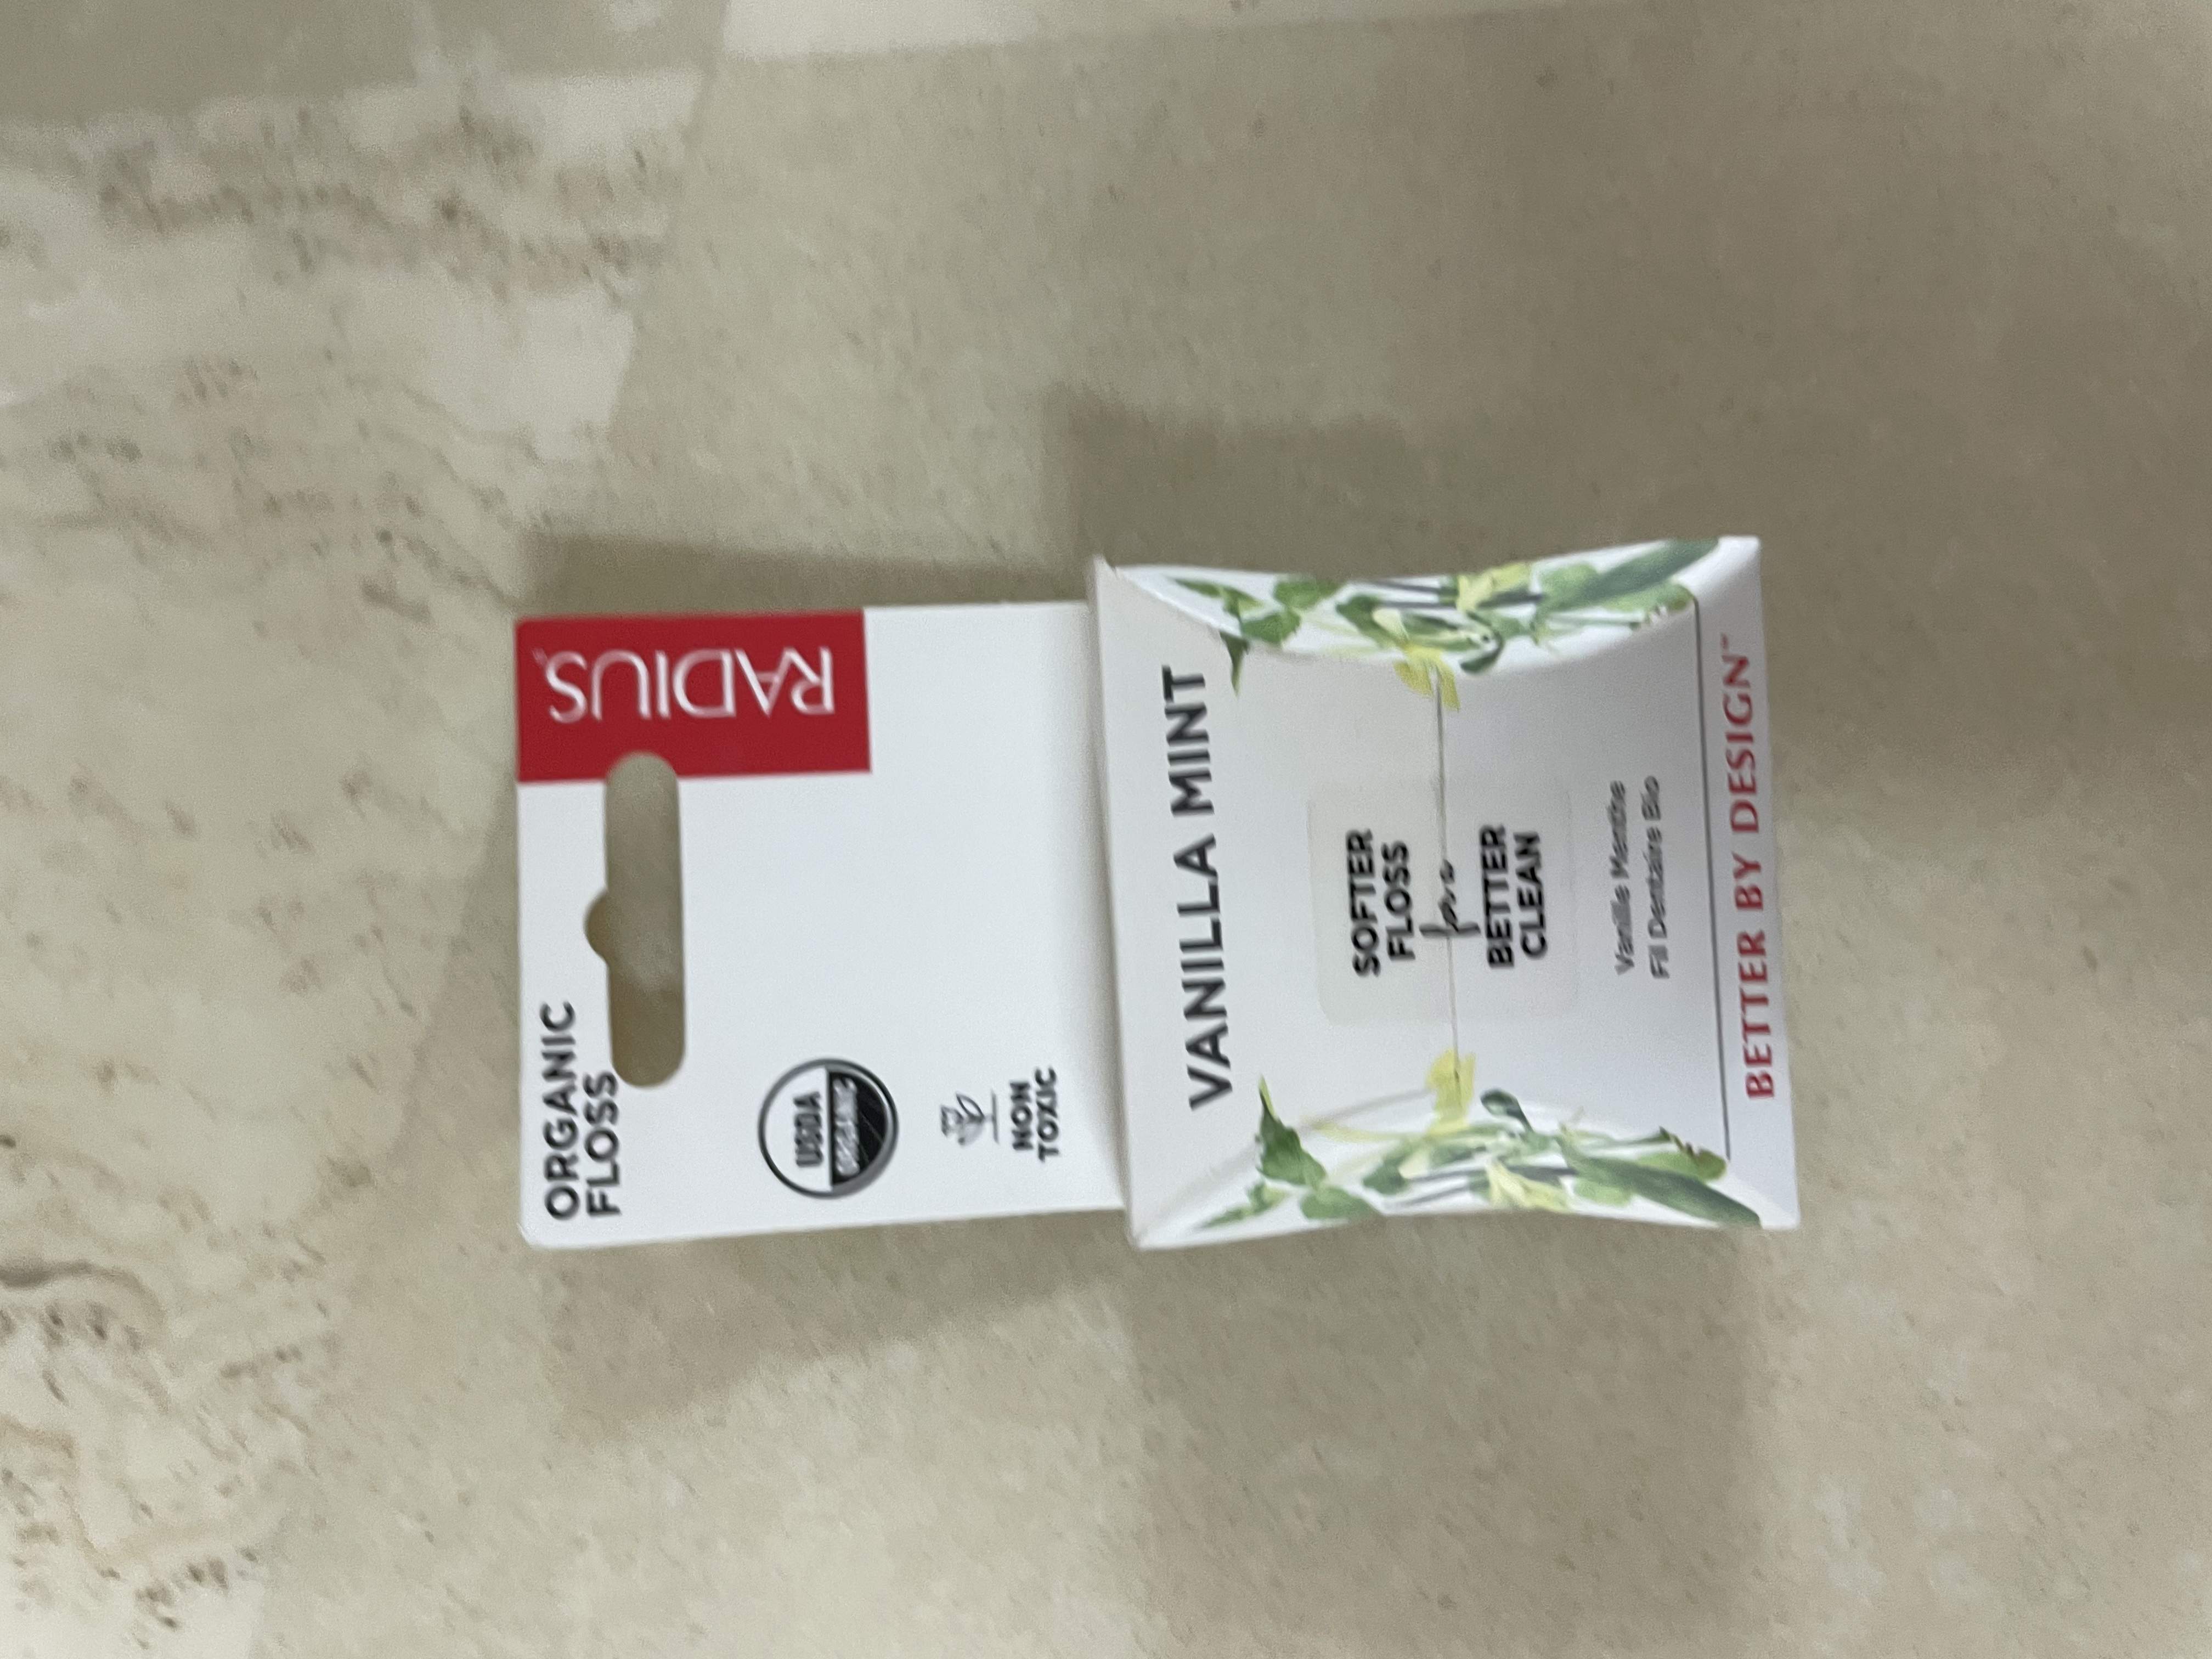 ORGANIC
FLOSS
RADIUS
USDA
ORGANIC
NON
TOXIC
VANILLA MINT
SOFTER
FLOSS
for
BETTER
CLEAN
Vanille Menthe
Fil Dentaire Bio
BETTER BY DESIGN™